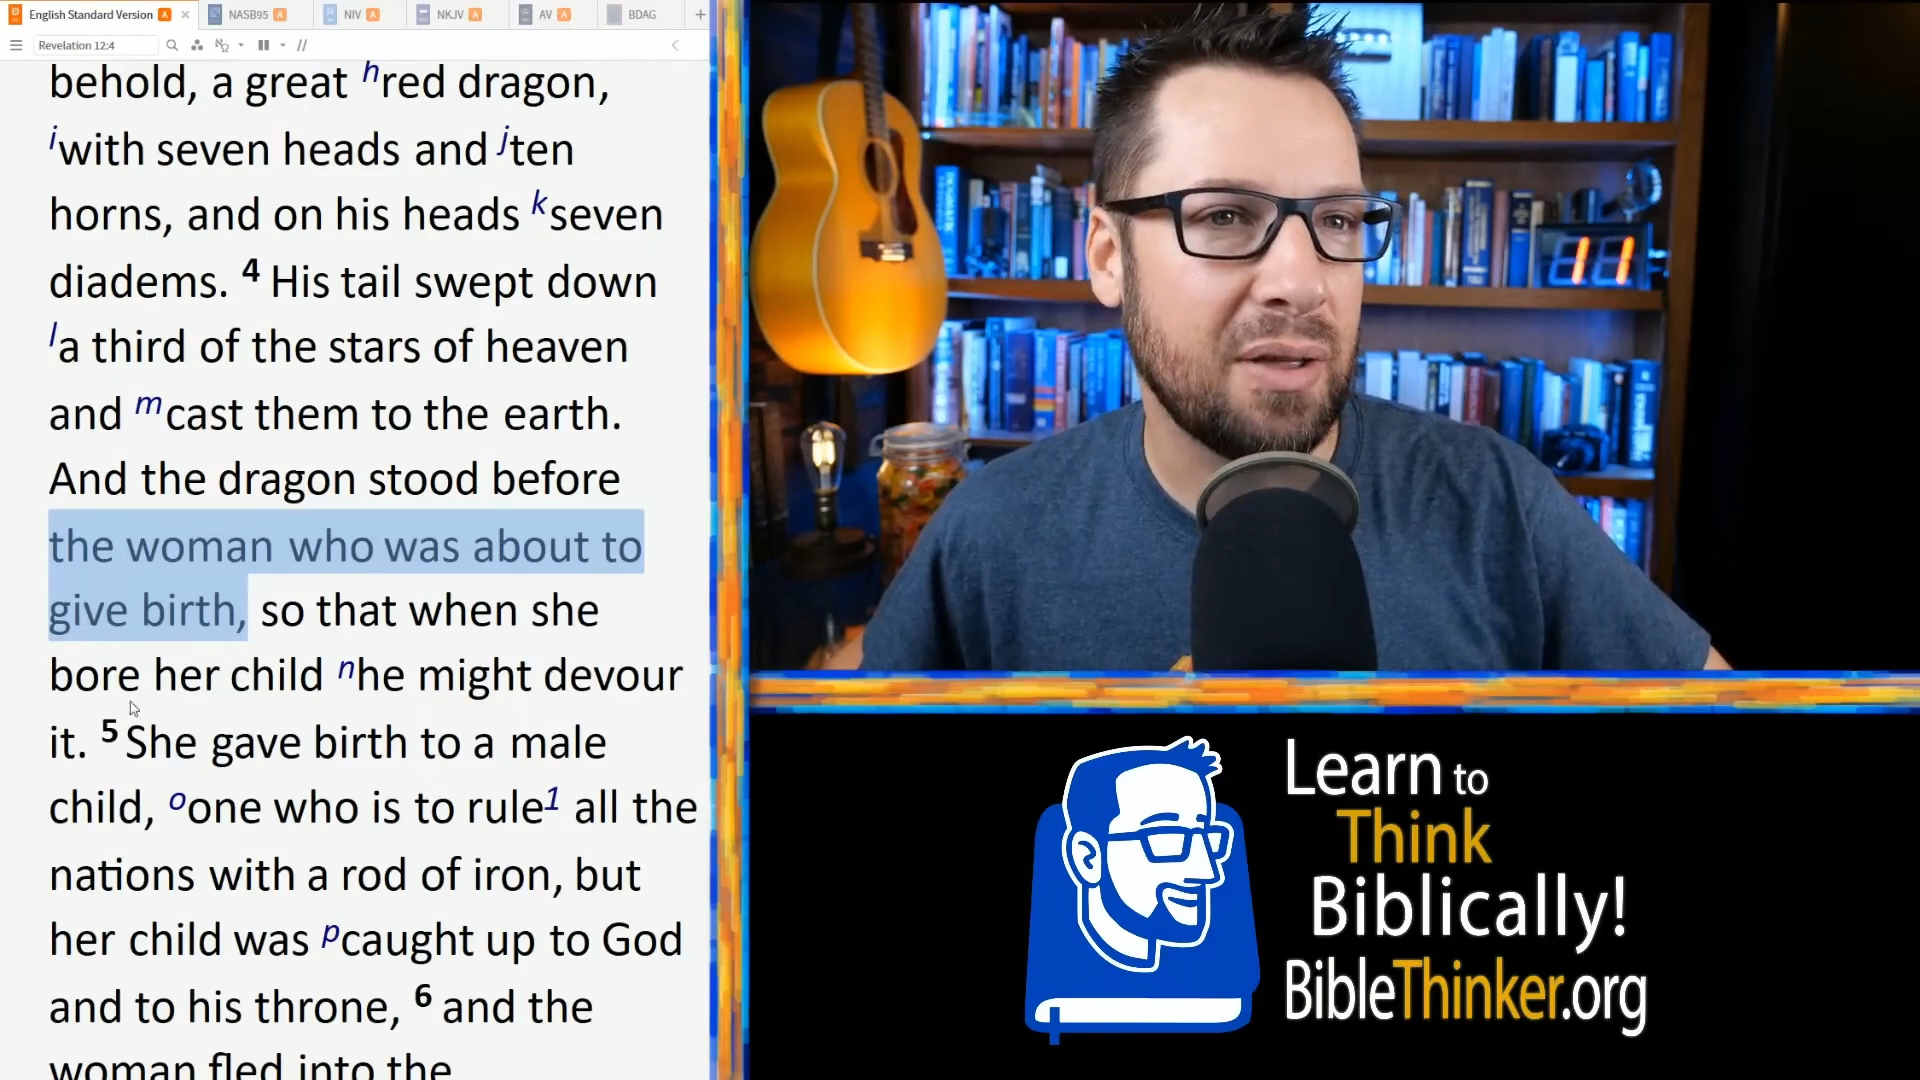 English Standard Version A
NASB95 A
NIV A
NKJV A
AV A
BDAG
Revelation 12:4
behold, a great hred dragon,
iwith seven heads and jten
horns, and on his heads kseven
diadems. 4 His tail swept down
la third of the stars of heaven
and mcast them to the earth.
And the dragon stood before
the woman who was about to
give birth, so that when she
bore her child nhe might devour
it. 5 She gave birth to a male
child, oone who is to rule1 all the
nations with a rod of iron, but
her child was pcaught up to God
and to his throne, 6 and the
woman fled into the
11
Learn to
Think
Biblically!
BibleThinker.org